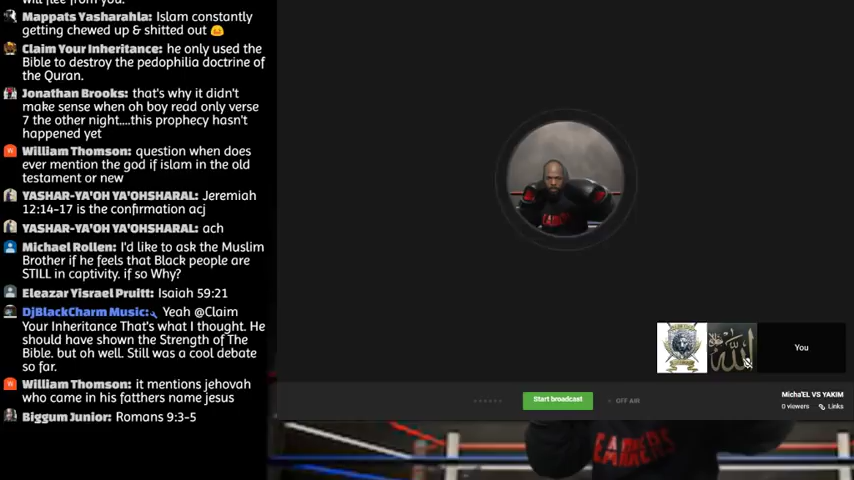 will flee from you.
Mappats Yasharahla: Islam constantly
getting chewed up & shitted out
Claim Your Inheritance: he only used the
Bible to destroy the pedophilia doctrine of
the Quran.
Jonathan Brooks: that's why it didn't
make sense when oh boy read only verse
7 the other night....this prophecy hasn't
happened yet
William Thomson: question when does
ever mention the god if islam in the old
testament or new
YASHAR-YA'OH YA'OHSHARAL: Jeremiah
12:14-17 is the confirmation acj
YASHAR-YA'OH YA'OHSHARAL: ach
Michael Rollen: I'd like to ask the Muslim
Brother if he feels that Black people are
STILL in captivity. if so Why?
Eleazar Yisrael Pruitt: Isaiah 59:21
DjBlackCharm Music: Yeah @Claim
Your Inheritance That's what I thought. He
should have shown the Strength of The
Bible. but oh well. Still was a cool debate
so far.
William Thomson: it mentions jehovah
who came in his fatthers name jesus
Biggum Junior: Romans 9:3-5
You
Start broadcast
OFF AIR
Micha'EL VS YAKIM
0 viewers
Links